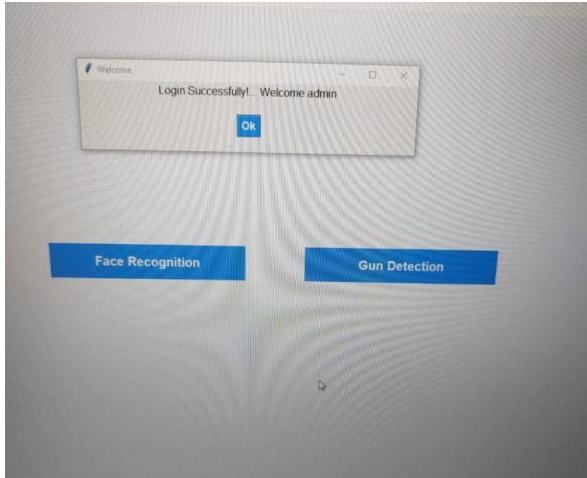 Welcome
Login Successfully!... Welcome admin
Ok
Face Recognition
Gun Detection